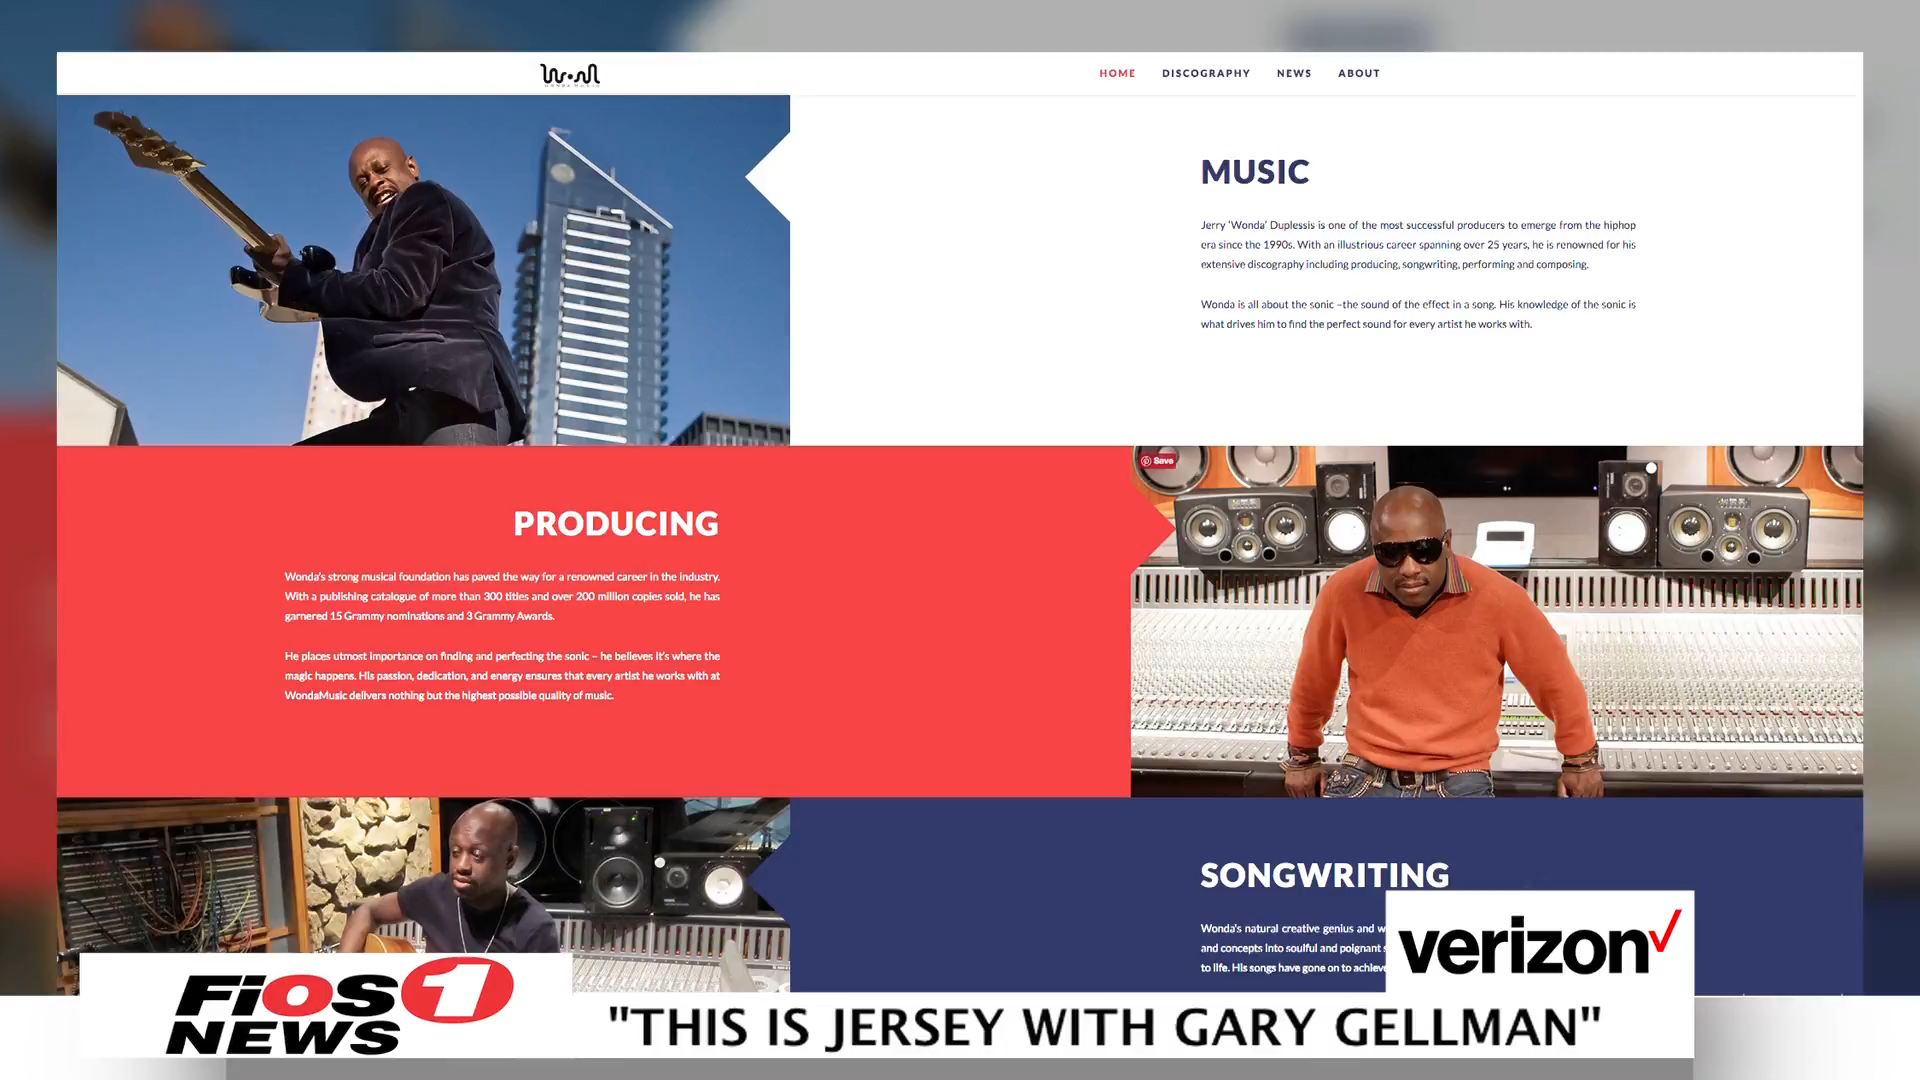 WONDA MUSIC
HOME DISCOGRAPHY NEWS ABOUT
MUSIC
Jerry ‘Wonda’ Duplessis is one of the most successful producers to emerge from the hiphop
era since the 1990s. With an illustrious career spanning over 25 years, he is renowned for his
extensive discography including producing, songwriting, performing and composing.
Wonda is all about the sonic –the sound of the effect in a song. His knowledge of the sonic is
what drives him to find the perfect sound for every artist he works with.
PRODUCING
Wonda’s strong musical foundation has paved the way for a renowned career in the industry.
With a publishing catalogue of more than 300 titles and over 200 million copies sold, he has
garnered 15 Grammy nominations and 3 Grammy Awards.
He places utmost importance on finding and perfecting the sonic – he believes it’s where the
magic happens. His passion, dedication, and energy ensures that every artist he works with at
WondaMusic delivers nothing but the highest possible quality of music.
Save
SONGWRITING
Wonda’s natural creative genius and
and concepts into soulful and poignant
to life. His songs have gone on to achieve
verizon
FiOS 1
NEWS
"THIS IS JERSEY WITH GARY GELLMAN"